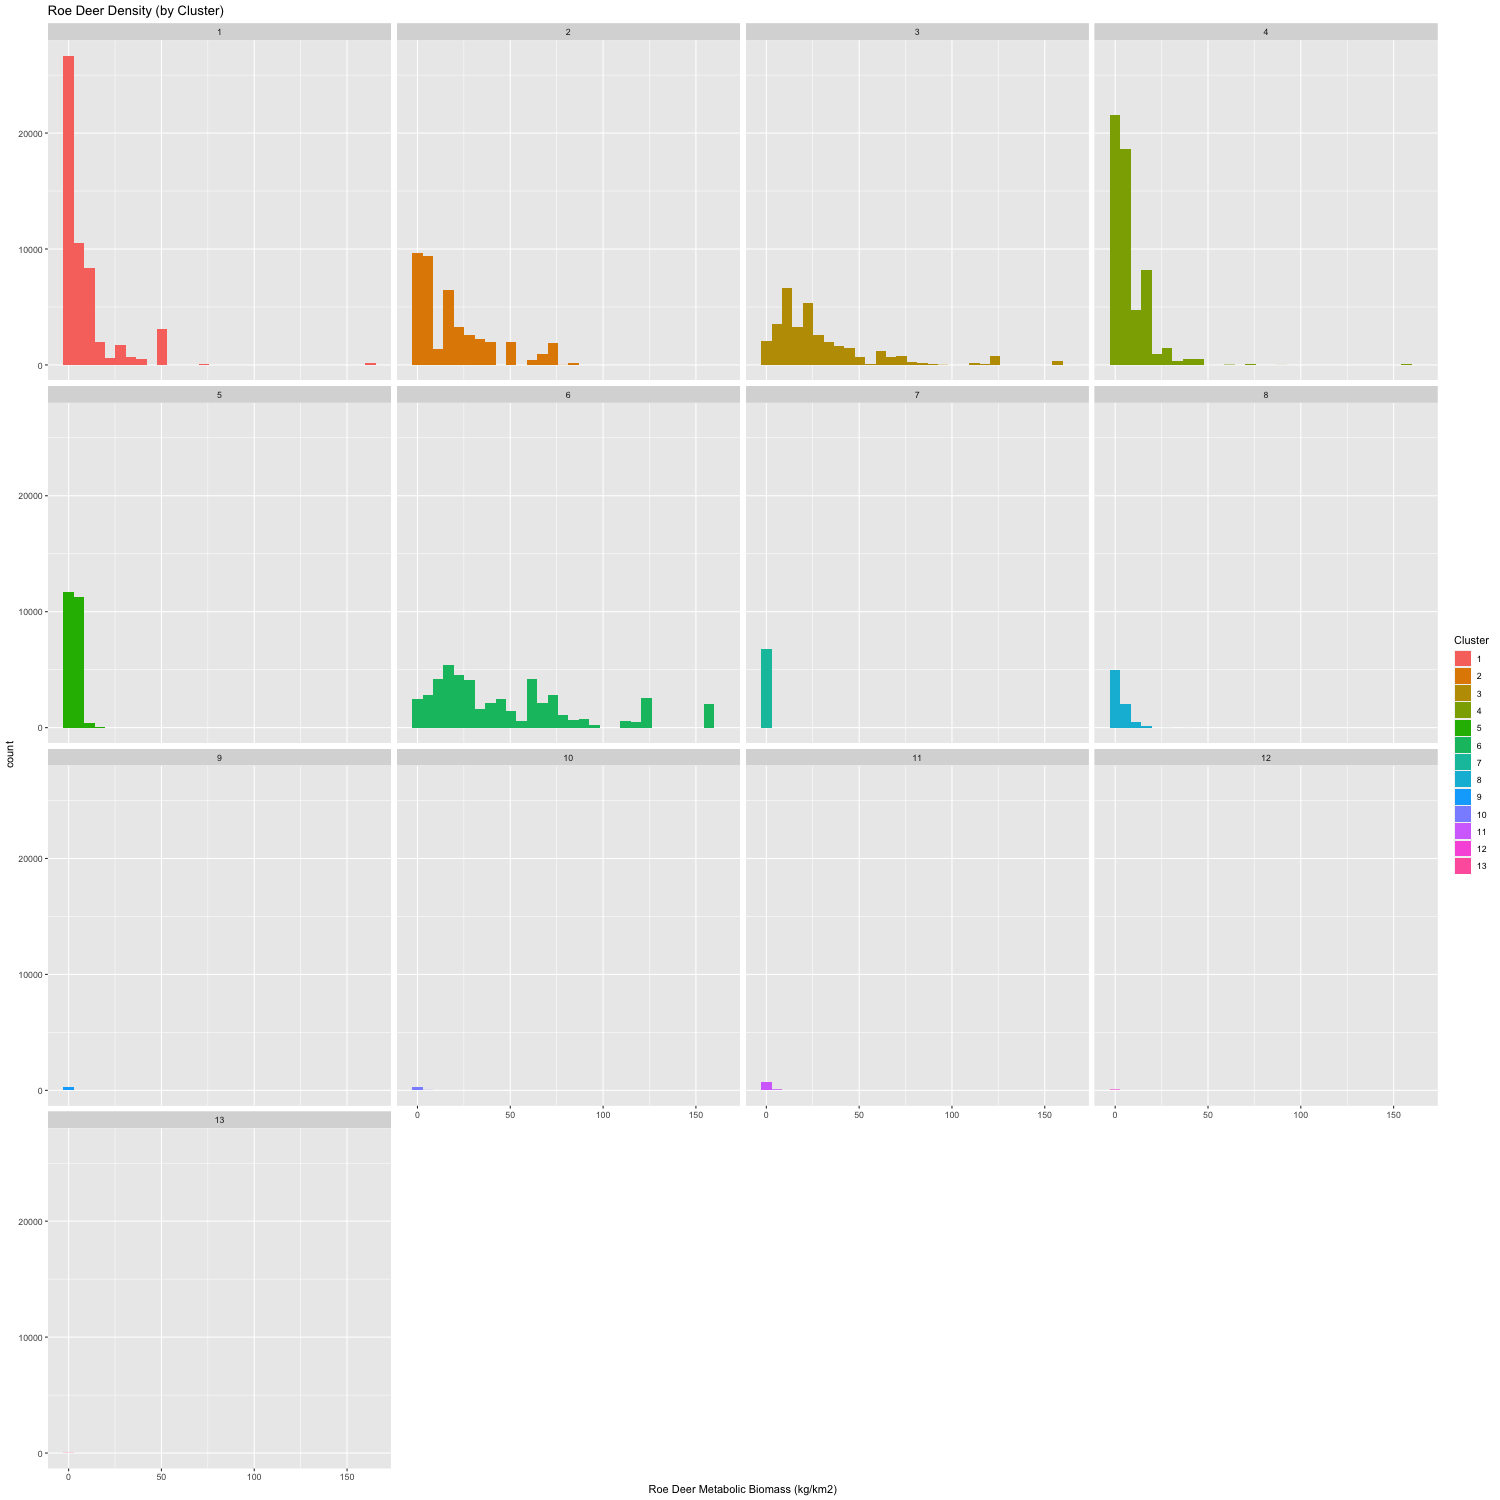 Roe Deer Density (by Cluster)
1 2 3 4
20000
10000
0
5 6 7 8
20000
10000
0
9 10 11 12
20000
10000
0
0 50 100 150 0 50 100 150 0 50 100 150
13
20000
10000
0
0 50 100 150
Roe Deer Metabolic Biomass (kg/km2)
count
Cluster
1
2
3
4
5
6
7
8
9
10
11
12
13